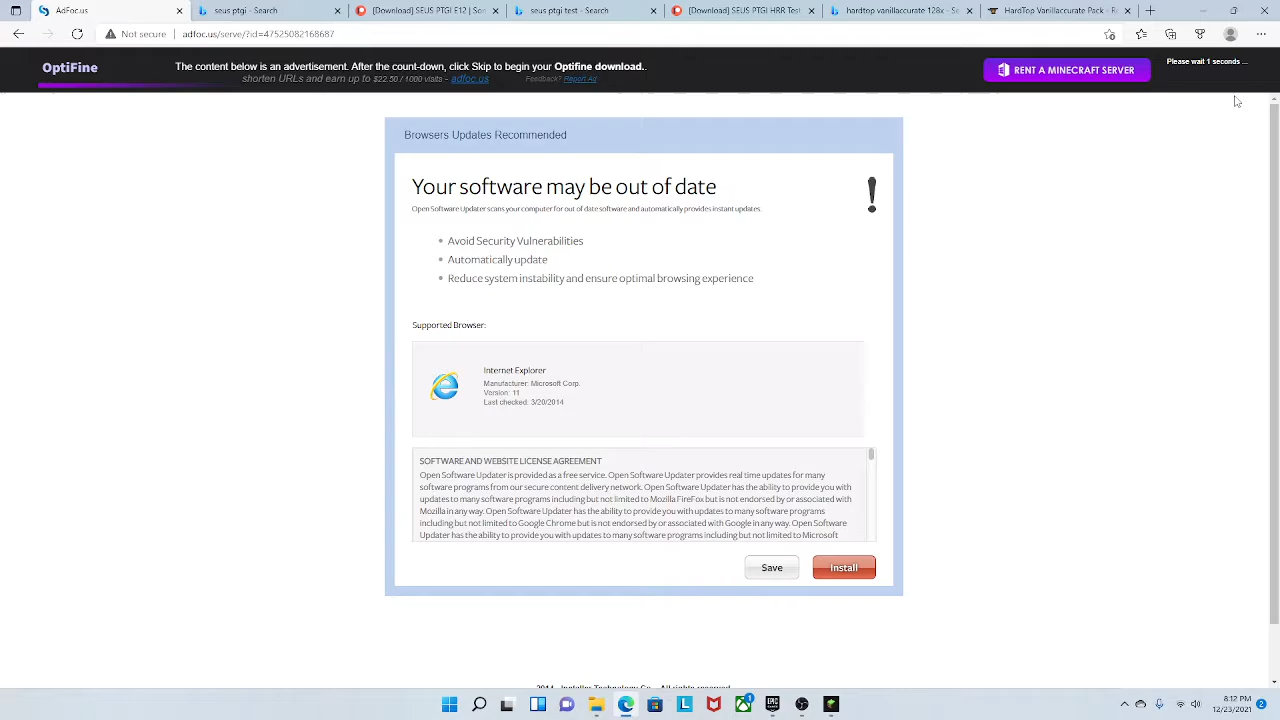 AdFoc.us
seus ptgi - Search
[Download] SEUS PTGI E12 | Son
seus ptgi test - Search
[Download] SEUS PTGI HRR Test
hardtop vanillaccurate 128x - Se
HardTop Vanillaccurate Pack
Not secure
adfoc.us/serve/?id=47525082168687
OptiFine
The content below is an advertisement. After the count-down, click Skip to begin your Optifine download..
shorten URLs and earn up to $22.50 / 1000 visits - adfoc.us
Feedback? Report Ad
RENT A MINECRAFT SERVER
Please wait 1 seconds ...
Browsers Updates Recommended
Your software may be out of date
Open Software Updater scans your computer for out of date software and automatically provides instant updates.
Avoid Security Vulnerabilities
Automatically update
Reduce system instability and ensure optimal browsing experience
Supported Browser:
Internet Explorer
Manufacturer: Microsoft Corp.
Version: 11
Last checked: 3/20/2014
SOFTWARE AND WEBSITE LICENSE AGREEMENT
Open Software Updater is provided as a free service. Open Software Updater provides real time updates for many
software programs from our secure content delivery network. Open Software Updater has the ability to provide you with
updates to many software programs including but not limited to Mozilla FireFox but is not endorsed by or associated with
Mozilla in any way. Open Software Updater has the ability to provide you with updates to many software programs
including but not limited to Google Chrome but is not endorsed by or associated with Google in any way. Open Software
Updater has the ability to provide you with updates to many software programs including but not limited to Microsoft
Save
Install
2014 - Installer Technology Co. - All rights reserved
8:12 PM
12/23/2021